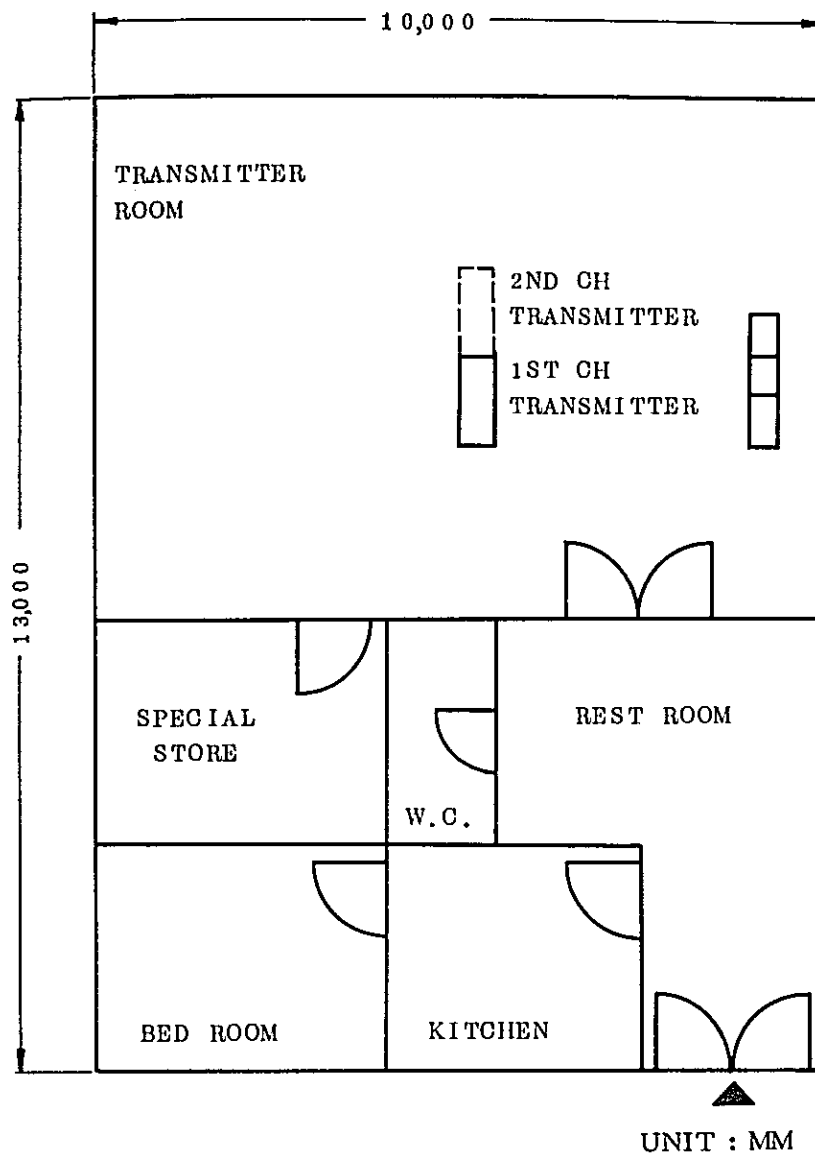 10,000
TRANSMITTER
ROOM
2ND CH
TRANSMITTER
1ST CH
TRANSMITTER
13,000
SPECIAL
STORE
REST ROOM
W.C.
BED ROOM
KITCHEN
UNIT : MM